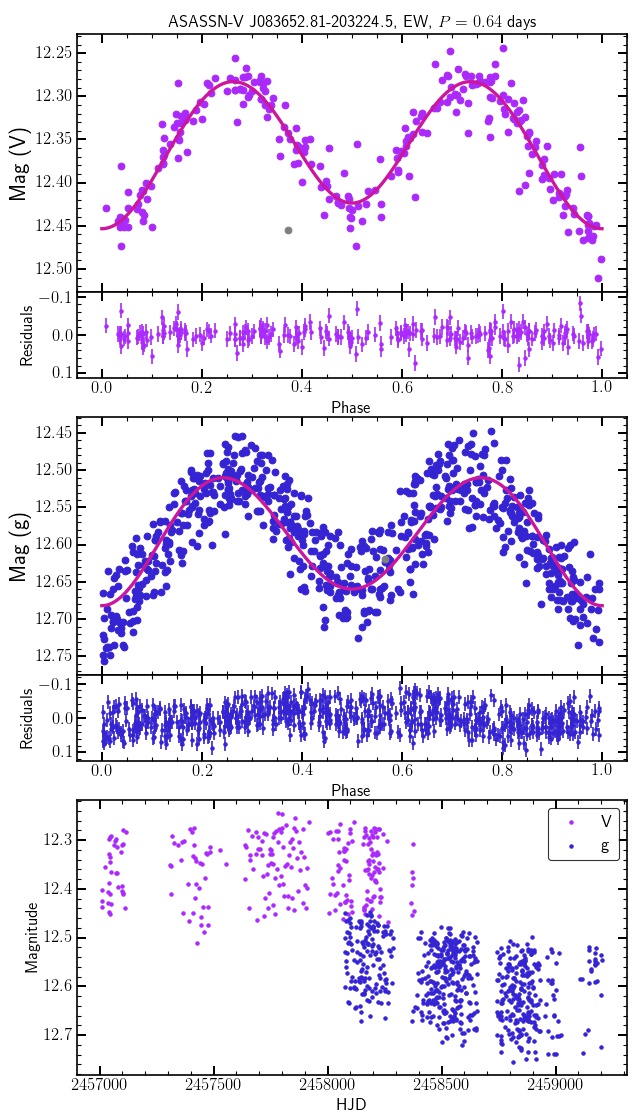 ASASSN-V J083652.81-203224.5, EW, P = 0.64 days
12.25
12.30
12.35
12.40
12.45
12.50
Mag (V)
−0.1
0.0
0.1
Residuals
0.0 0.2 0.4 0.6 0.8 1.0
Phase
12.45
12.50
12.55
12.60
12.65
12.70
12.75
Mag (g)
−0.1
0.0
0.1
Residuals
0.0 0.2 0.4 0.6 0.8 1.0
Phase
V
g
12.3
12.4
12.5
12.6
12.7
Magnitude
2457000 2457500 2458000 2458500 2459000
HJD